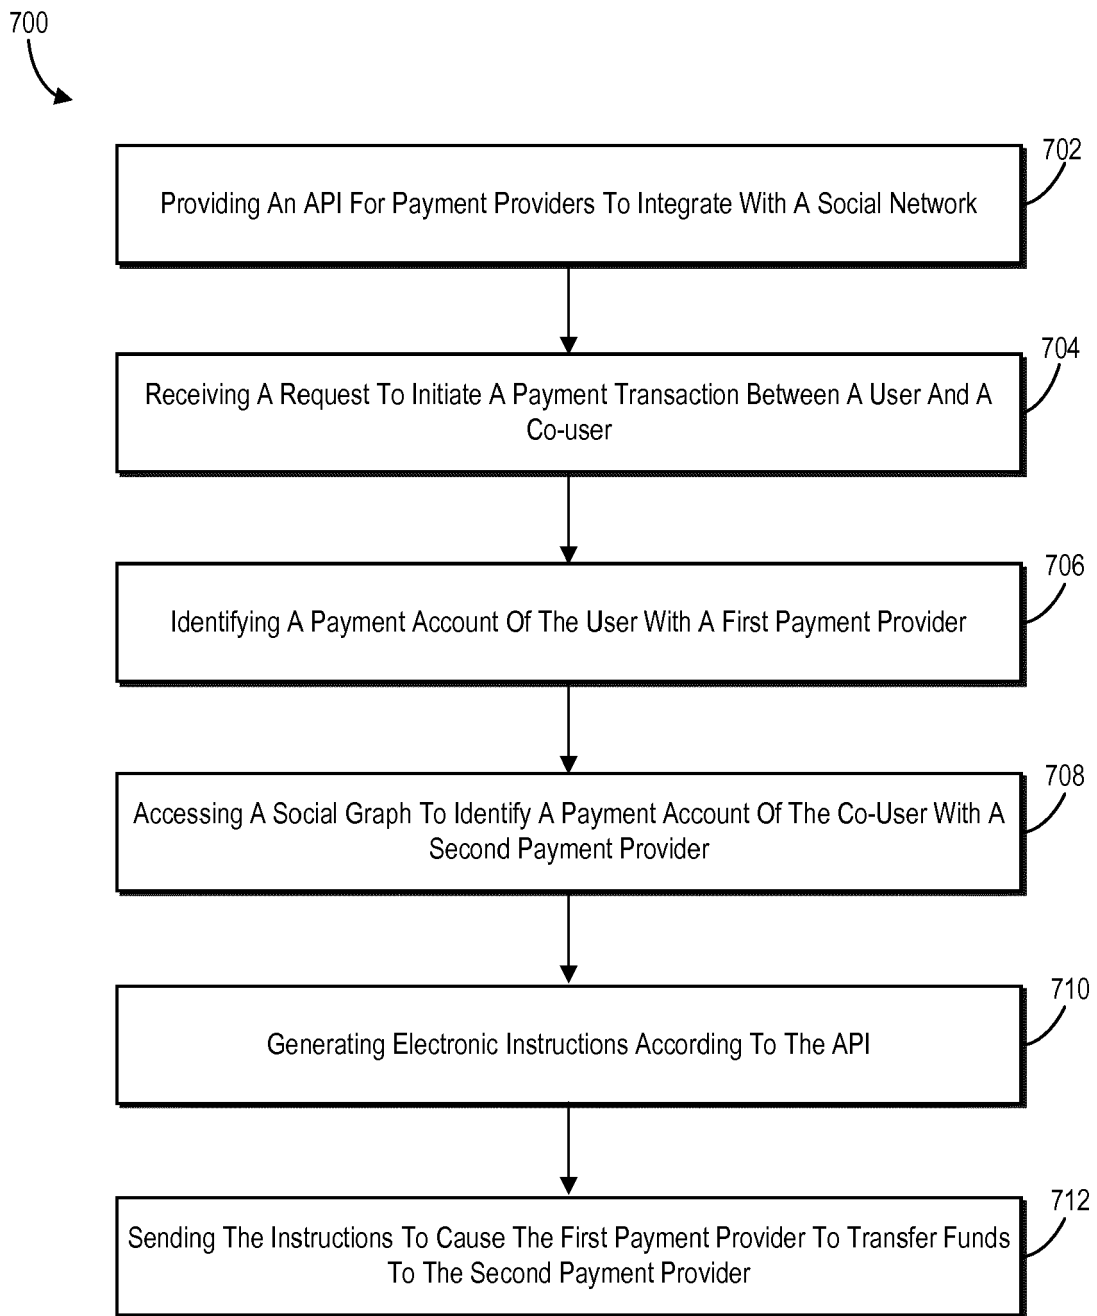 700
702
Providing An API For Payment Providers To Integrate With A Social Network
704
Receiving A Request To Initiate A Payment Transaction Between A User And A
Co-user
706
Identifying A Payment Account Of The User With A First Payment Provider
708
Accessing A Social Graph To Identify A Payment Account Of The Co-User With A
Second Payment Provider
710
Generating Electronic Instructions According To The API
712
Sending The Instructions To Cause The First Payment Provider To Transfer Funds
To The Second Payment Provider